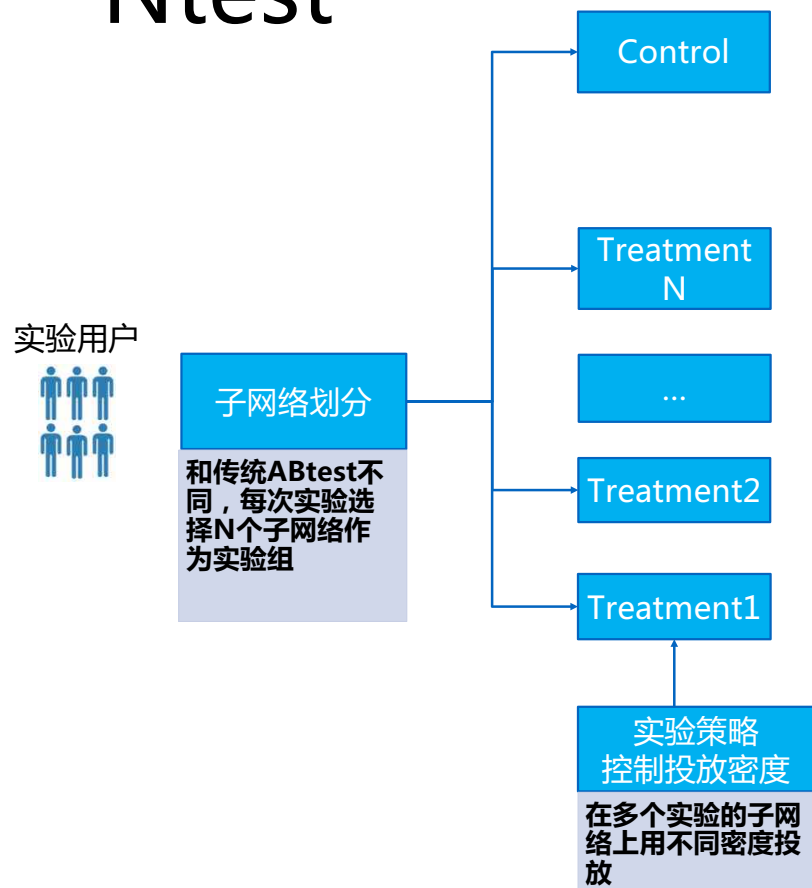 Ntest
Control
Treatment
N
实验用户
子网络划分
...
和传统ABtest不
同，每次实验选
择N个子网络作
为实验组
Treatment2
Treatment1
实验策略
控制投放密度
在多个实验的子网
络上用不同密度投
放